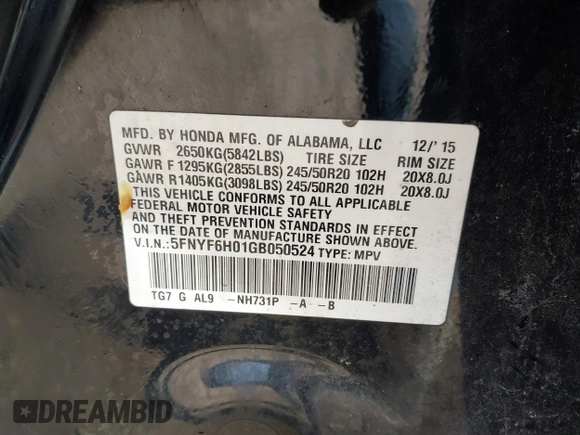 MFD. BY HONDA MFG. OF ALABAMA, LLC 12/' 15
GVWR 2650KG(5842LBS) TIRE SIZE RIM SIZE
GAWR F 1295KG(2855LBS) 245/50R20 102H 20X8.0J
GAWR R 1405KG(3098LBS) 245/50R20 102H 20X8.0J
THIS VEHICLE CONFORMS TO ALL APPLICABLE
FEDERAL MOTOR VEHICLE SAFETY
AND THEFT PREVENTION STANDARDS IN EFFECT
ON THE DATE OF MANUFACTURE SHOWN ABOVE.
V.I.N.: 5FNYF6H01GB050524 TYPE: MPV
TG7 G AL9 -NH731P -A -B
DREAMBID